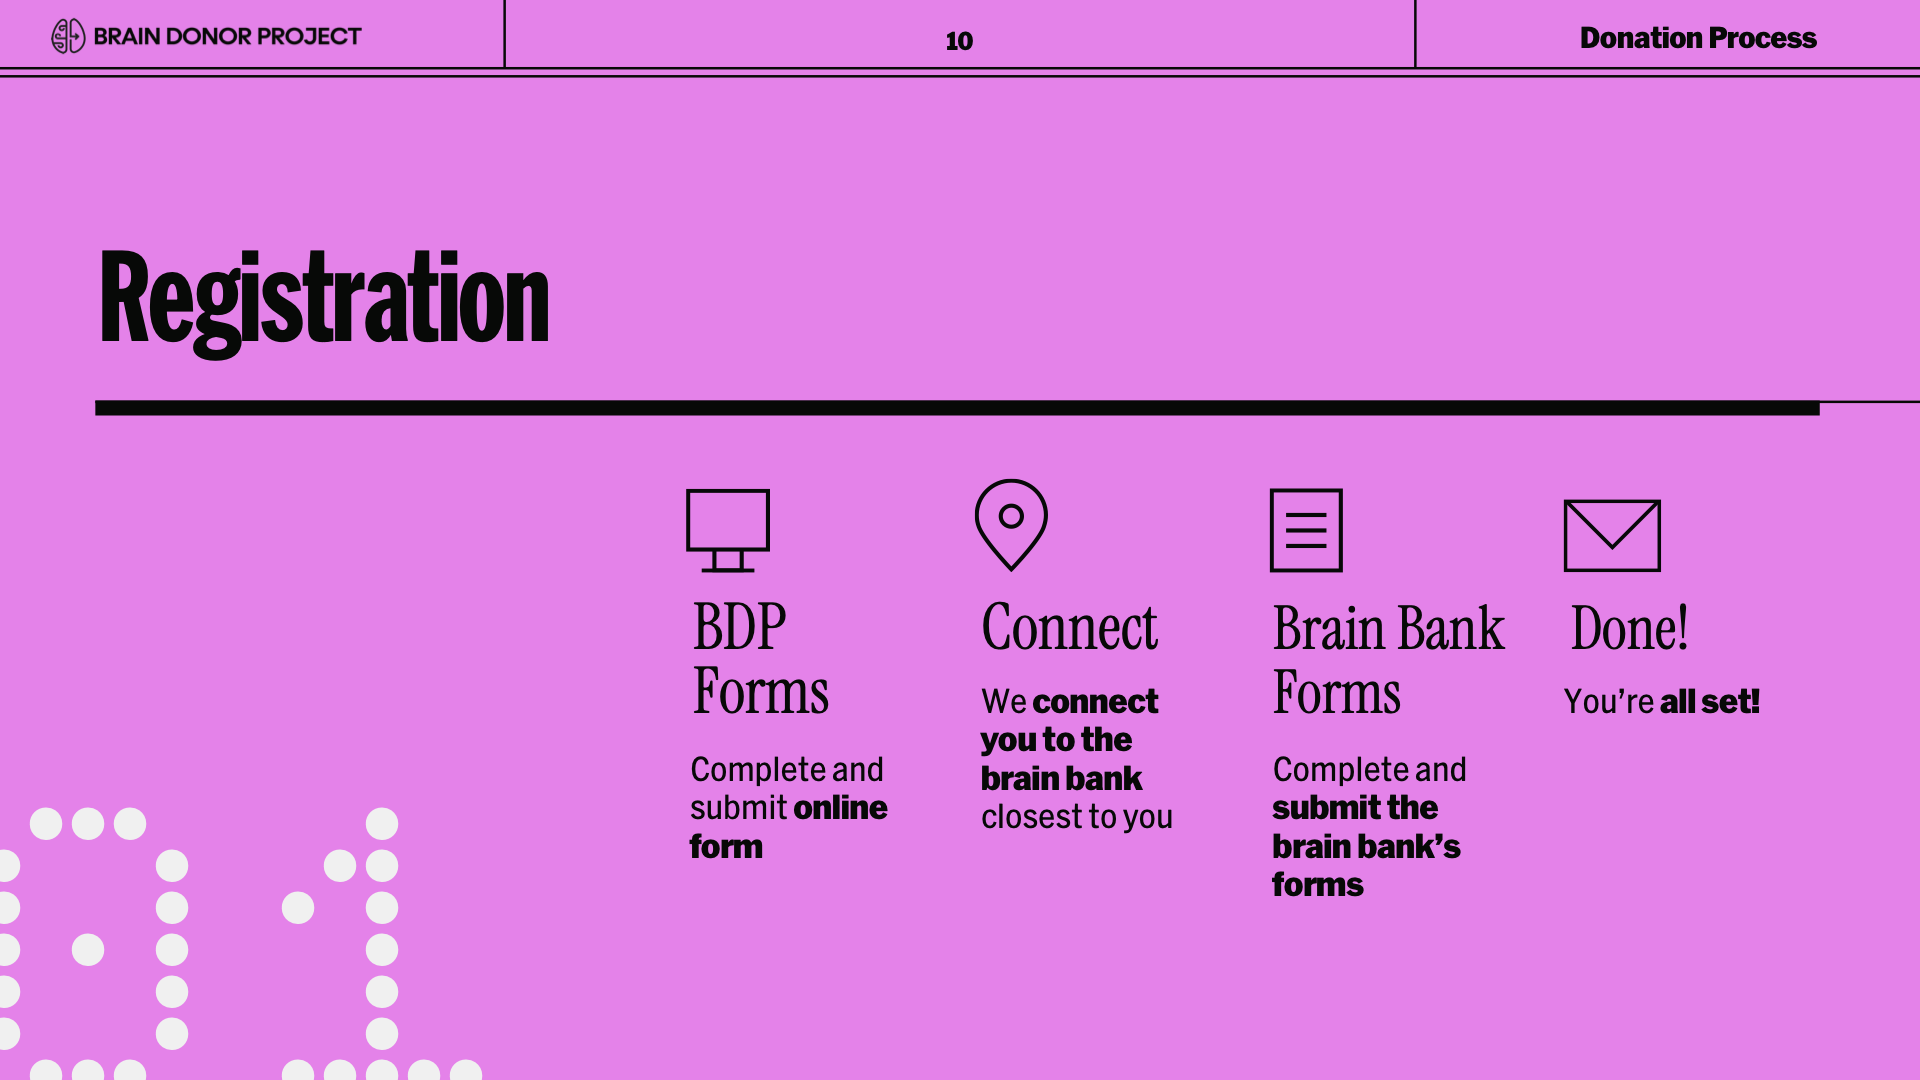 BRAIN DONOR PROJECT
10
Donation Process
Registration
BDP
Forms
Complete and
submit online
form
Connect
We connect
you to the
brain bank
closest to you
Brain Bank
Forms
Complete and
submit the
brain bank’s
forms
Done!
You’re all set!
01